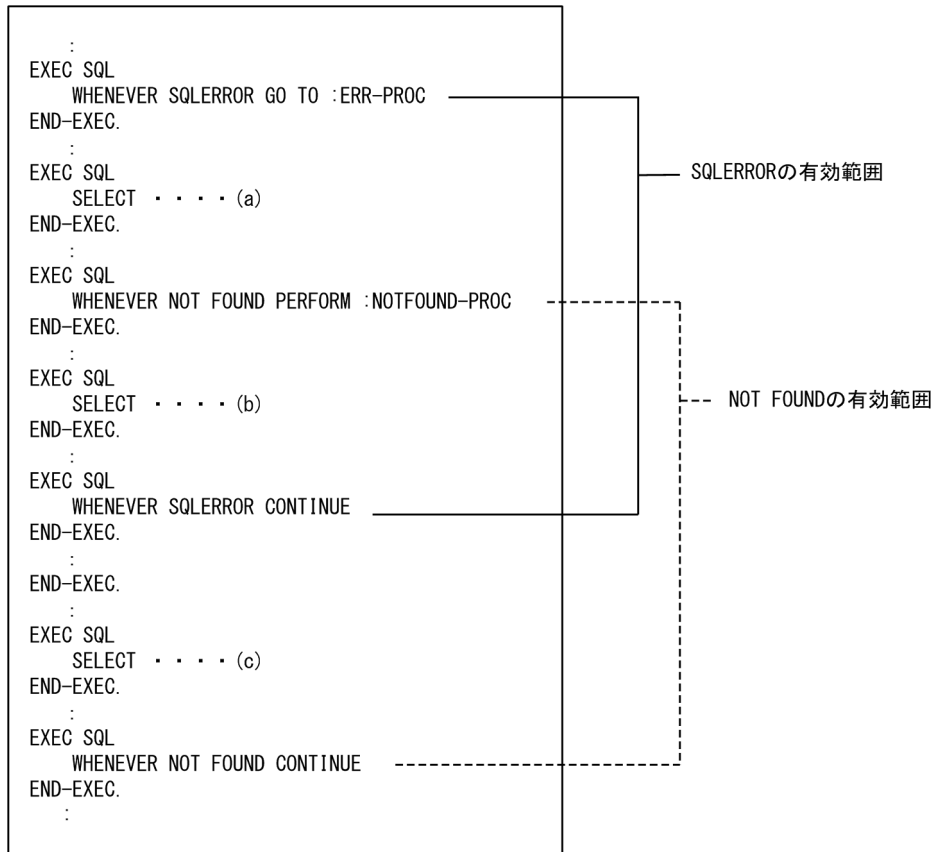 :
EXEC SQL
WHENEVER SQLERROR GO TO :ERR-PROC
END-EXEC.
:
EXEC SQL
SELECT ・・・・(a)
END-EXEC.
:
EXEC SQL
WHENEVER NOT FOUND PERFORM :NOTFOUND-PROC
END-EXEC.
:
EXEC SQL
SELECT ・・・・(b)
END-EXEC.
:
EXEC SQL
WHENEVER SQLERROR CONTINUE
END-EXEC.
:
END-EXEC.
:
EXEC SQL
SELECT ・・・・(c)
END-EXEC.
:
EXEC SQL
WHENEVER NOT FOUND CONTINUE
END-EXEC.
:
SQLERRORの有効範囲
NOT FOUNDの有効範囲